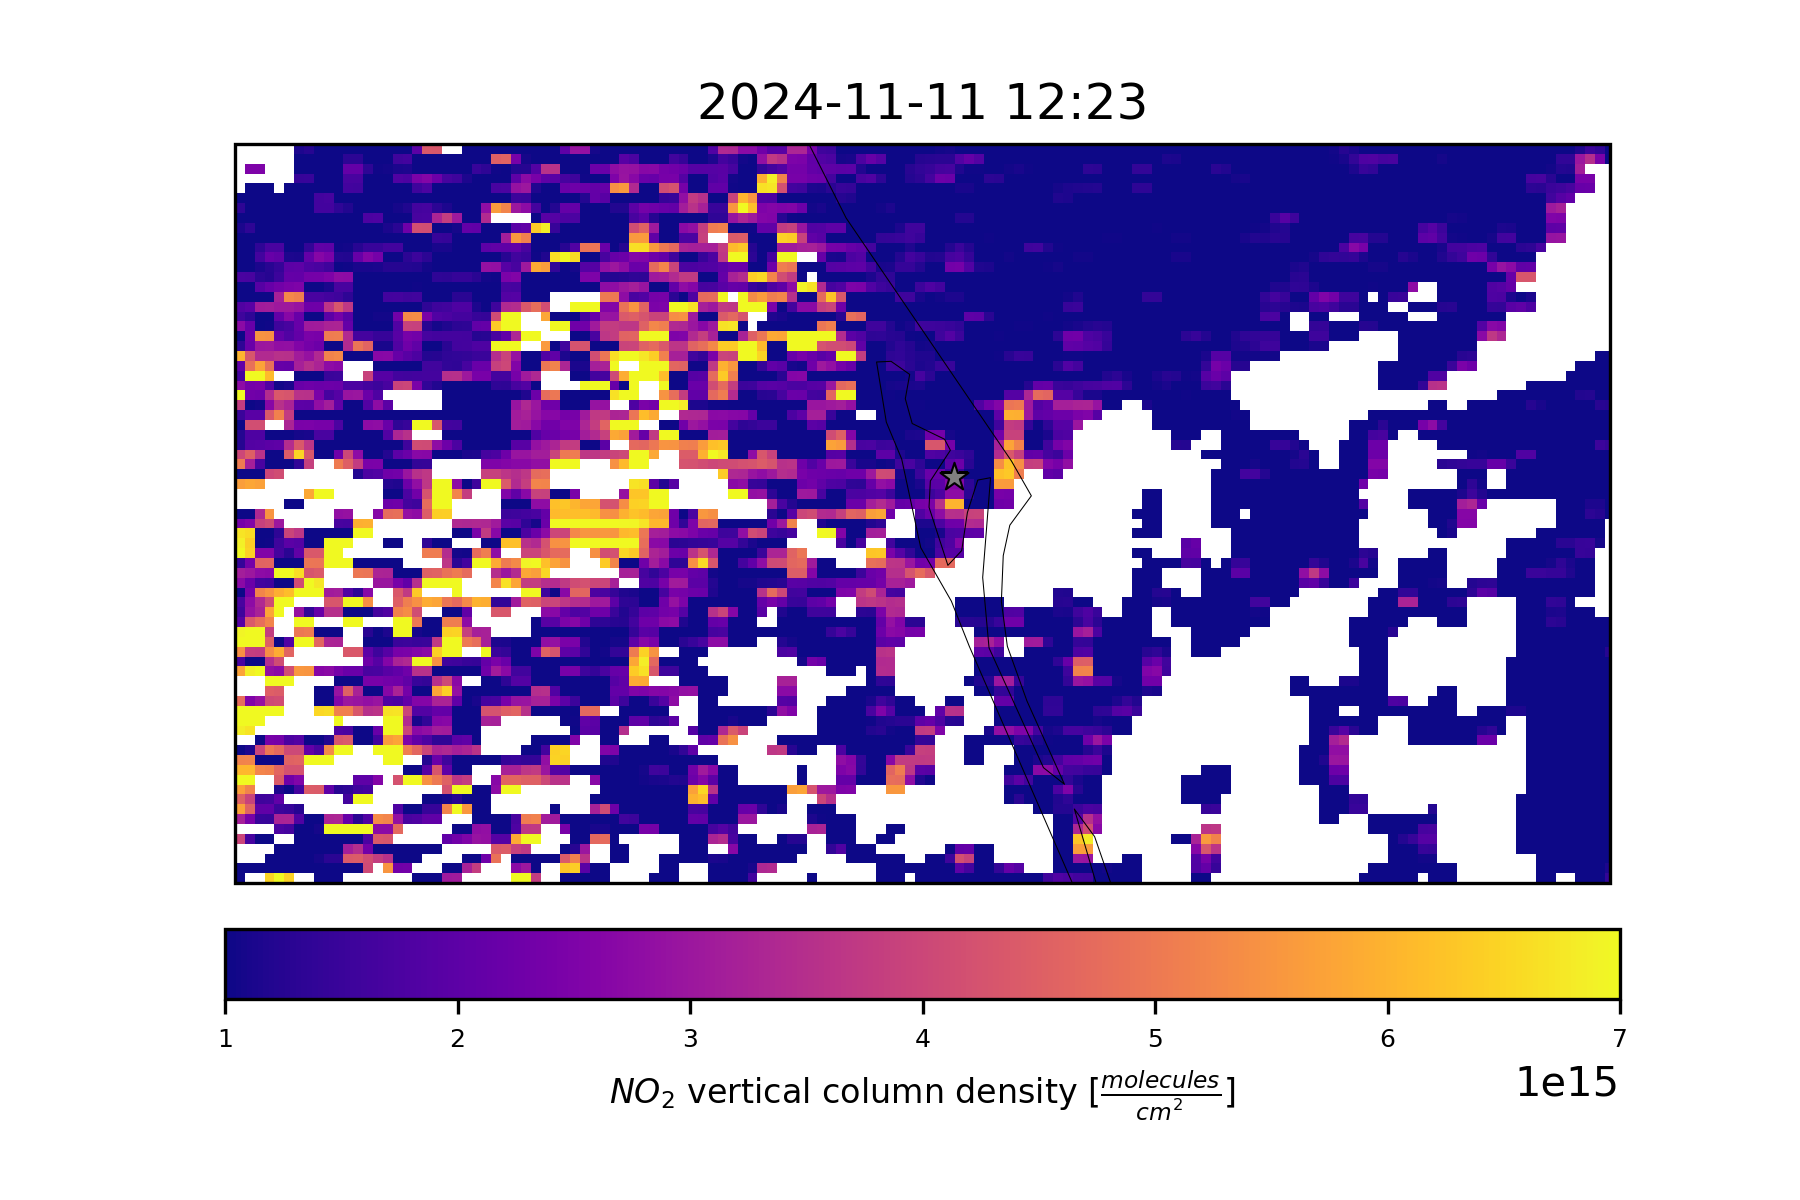 2024-11-11 12:23
1 2 3 4 5 6 7
1e15
NO₂ vertical column density [molecules/cm²]